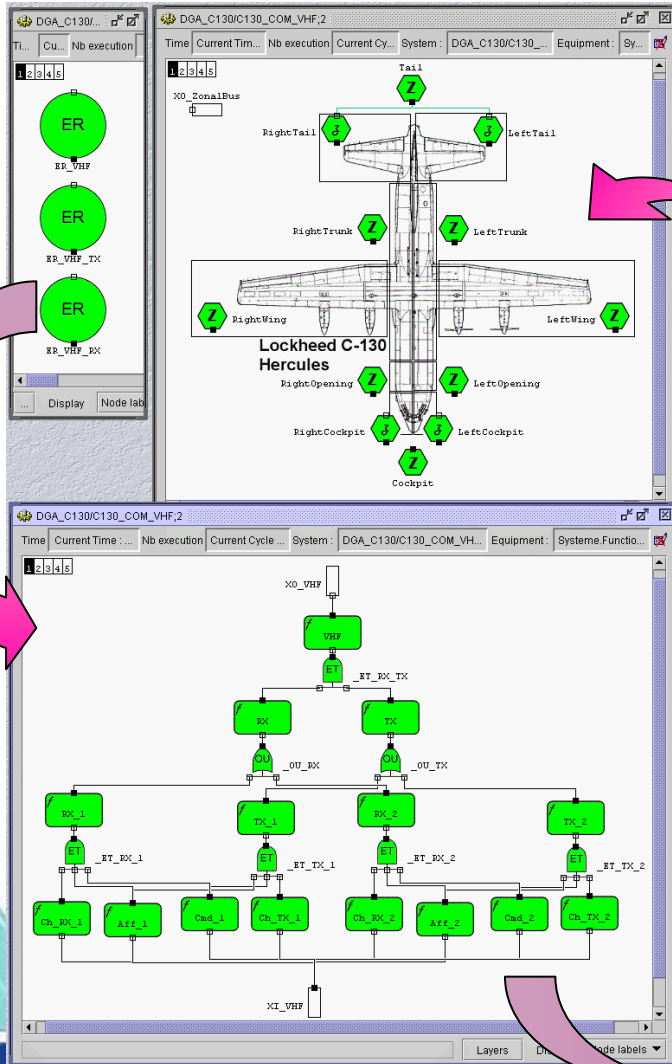 DGA_C130/...
Ti... Cu... Nb execution
1 2 3 4 5
ER
ER_VHF
ER
ER_VHF_TX
ER
ER_VHF_RX
... Display Node lab
DGA_C130/C130_COM_VHF;2
Time Current Tim... Nb execution Current Cy... System : DGA_C130/C130_... Equipment : Sy...
1 2 3 4 5
X0_ZonalBus
Tail
Z
RightTail
LeftTail
RightTrunk Z Z LeftTrunk
Z RightWing LeftWing Z
Lockheed C-130
Hercules
RightOpening Z Z LeftOpening
RightCockpit LeftCockpit
Z
Cockpit
DGA_C130/C130_COM_VHF;2
Time Current Time : ... Nb execution Current Cycle ... System : DGA_C130/C130_COM_VH... Equipment : Systeme.Functio...
1 2 3 4 5
XO_VHF
f VHF
ET _ET_RX_TX
f RX f TX
OU _OU_RX OU _OU_TX
f RX_1 f TX_1 f RX_2 f TX_2
ET _ET_RX_1 ET _ET_TX_1 ET _ET_RX_2 ET _ET_TX_2
f Ch_RX_1 f Aff_1 f Cmd_1 f Ch_TX_1 f Ch_RX_2 f Aff_2 f Cmd_2 f Ch_TX_2
XI_VHF
Layers ode labels